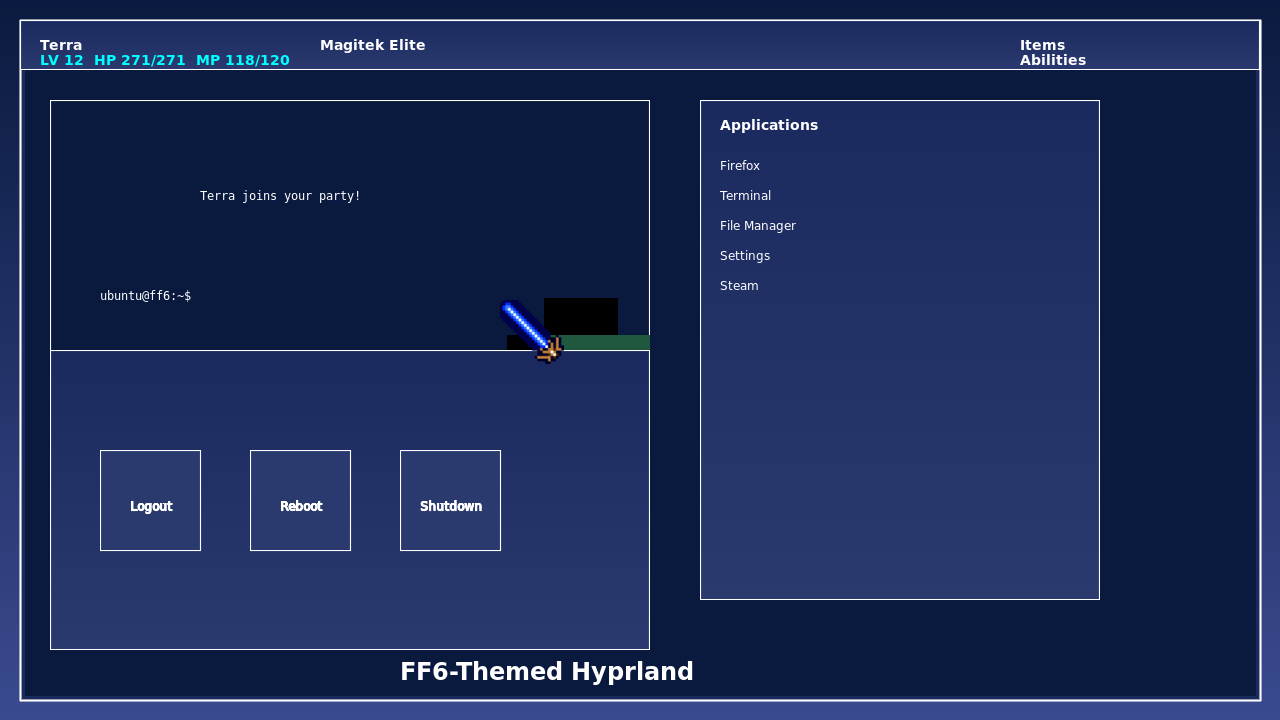 Terra
Magitek Elite
Items
LV 12 HP 271/271 MP 118/120
Abilities
Terra joins your party!
ubuntu@ff6:~$
Logout
Reboot
Shutdown
Applications
Firefox
Terminal
File Manager
Settings
Steam
FF6-Themed Hyprland